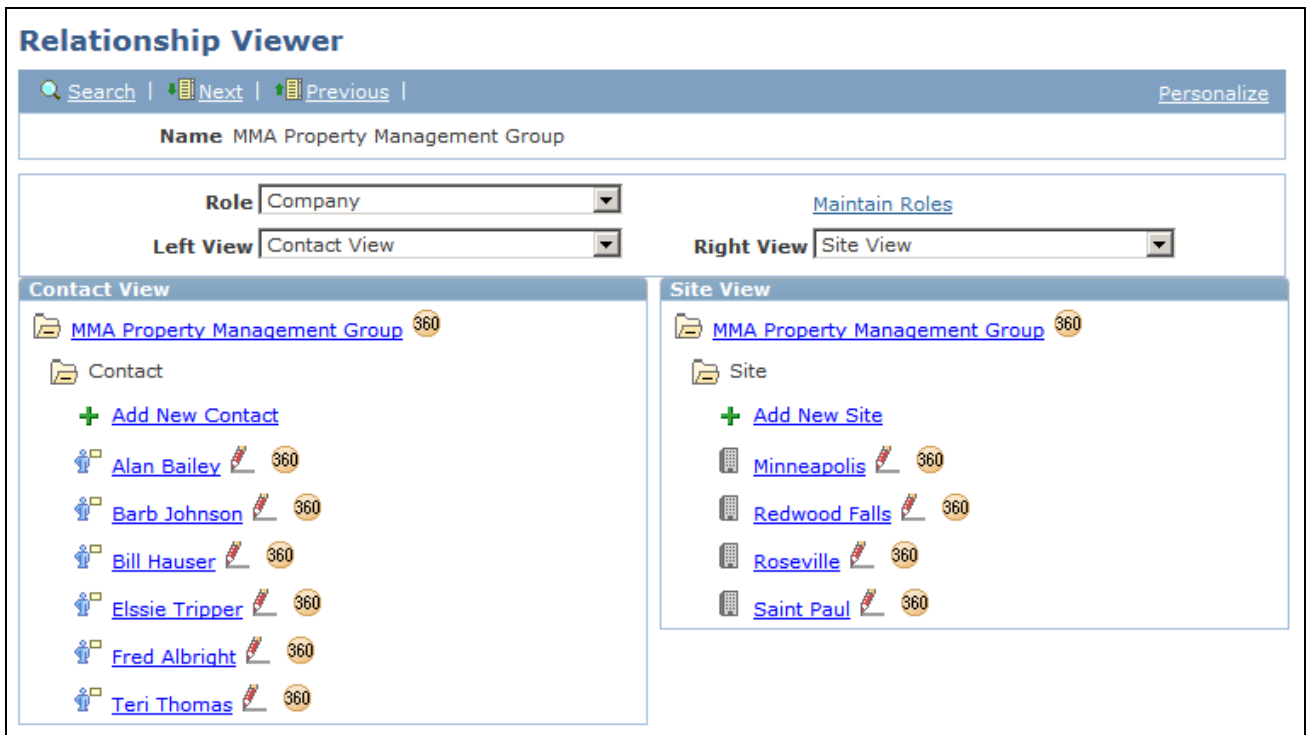 Relationship Viewer
Search | Next | Previous | Personalize
Name MMA Property Management Group
Role Company Maintain Roles
Left View Contact View Right View Site View
Contact View
MMA Property Management Group 360
Contact
Add New Contact
Alan Bailey 360
Barb Johnson 360
Bill Hauser 360
Elssie Tripper 360
Fred Albright 360
Teri Thomas 360
Site View
MMA Property Management Group 360
Site
Add New Site
Minneapolis 360
Redwood Falls 360
Roseville 360
Saint Paul 360